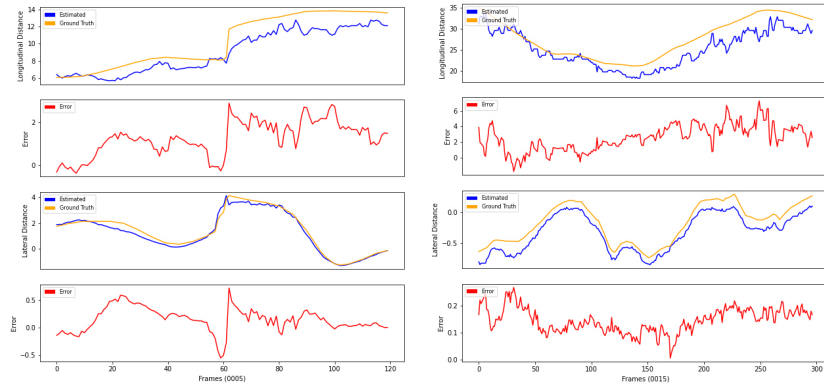 Longitudinal Distance
14
12
10
8
6
Estimated
Ground Truth
Error
2
0
Error
Lateral Distance
4
2
0
Estimated
Ground Truth
Error
0.5
0.0
−0.5
Error
0 20 40 60 80 100 120
Frames (0005)
Longitudinal Distance
35
30
25
20
Estimated
Ground Truth
Error
6
4
2
0
−2
Error
Lateral Distance
0.0
−0.5
Estimated
Ground Truth
Error
0.2
0.1
0.0
Error
0 50 100 150 200 250 300
Frames (0015)